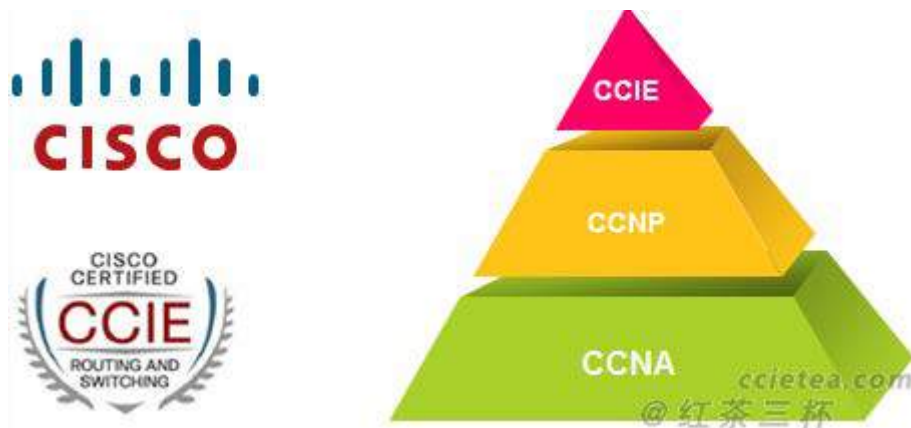 CISCO
CISCO
CERTIFIED
CCIE
ROUTING AND
SWITCHING
CCIE
CCNP
CCNA
ccietea.com
@红茶三杯